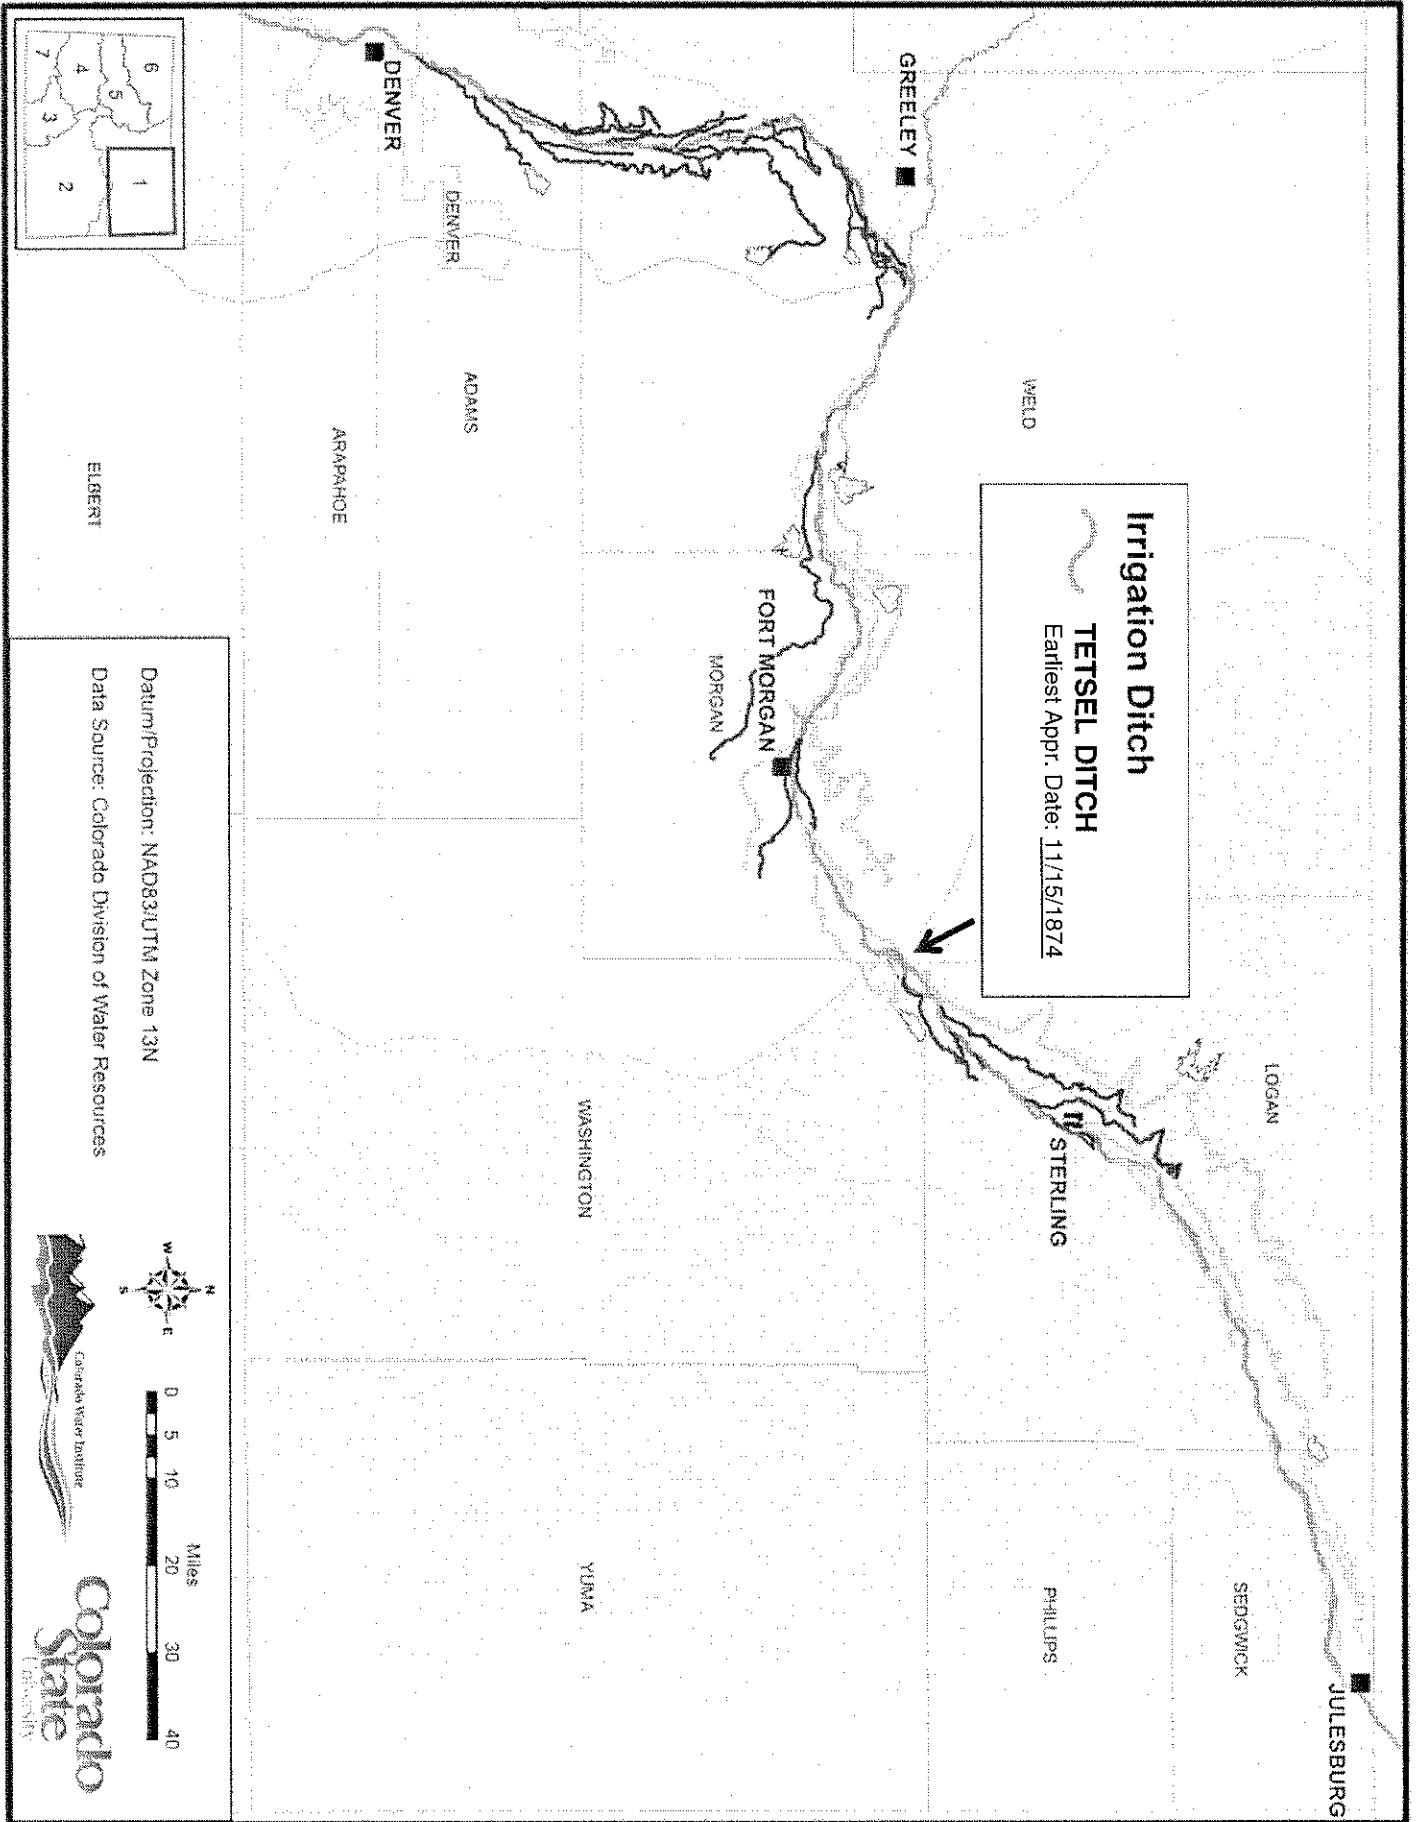 GREELEY
DENVER
DENVER
WELD
ADAMS
ARAPAHOE
ELBERT
Irrigation Ditch
TETSEL DITCH
Earliest Appr. Date: 11/15/1874
FORT MORGAN
MORGAN
LOGAN
STERLING
WASHINGTON
YUMA
PHILLIPS
SEDGWICK
JULESBURG
6
5
4
7
3
1
2
Datum/Projection: NAD83/UTM Zone 13N
Data Source: Colorado Division of Water Resources
N
W
E
S
Miles
0 5 10 20 30 40
Colorado Water Institute
Colorado
State
University